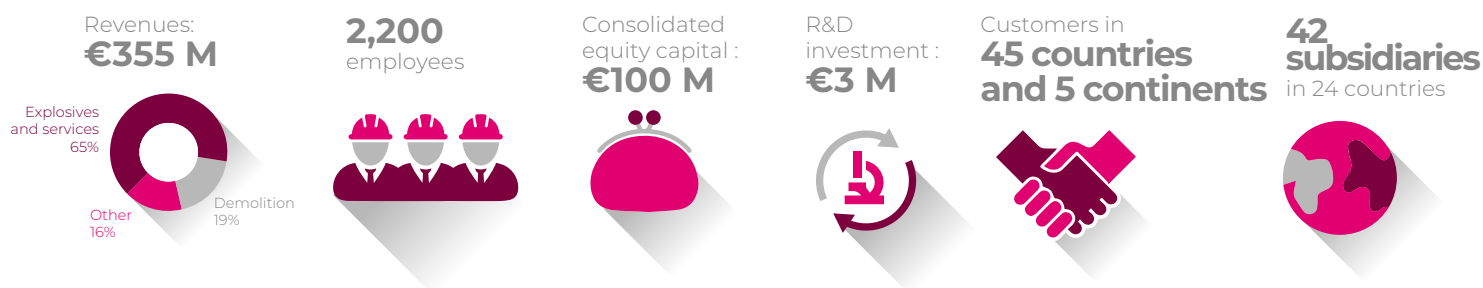 Revenues:
€355 M
Explosives
and services
65%
Other
16%
Demolition
19%
2,200
employees
Consolidated
equity capital :
€100 M
R&D
investment :
€3 M
Customers in
45 countries
and 5 continents
42
subsidiaries
in 24 countries